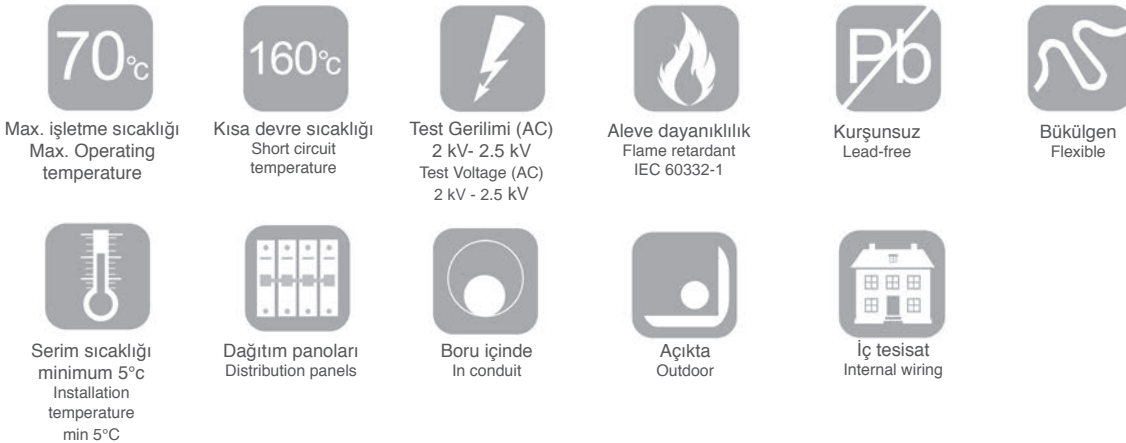 70°C
Max. işletme sıcaklığı
Max. Operating
temperature
160°C
Kısa devre sıcaklığı
Short circuit
temperature
Test Gerilimi (AC)
2 kV- 2.5 kV
Test Voltage (AC)
2 kV - 2.5 kV
Aleve dayanıklılık
Flame retardant
IEC 60332-1
Pb
Kurşunsuz
Lead-free
Bükülgen
Flexible
Serim sıcaklığı
minimum 5°c
Installation
temperature
min 5°C
Dağıtım panoları
Distribution panels
Boru içinde
In conduit
Açıkta
Outdoor
İç tesisat
Internal wiring